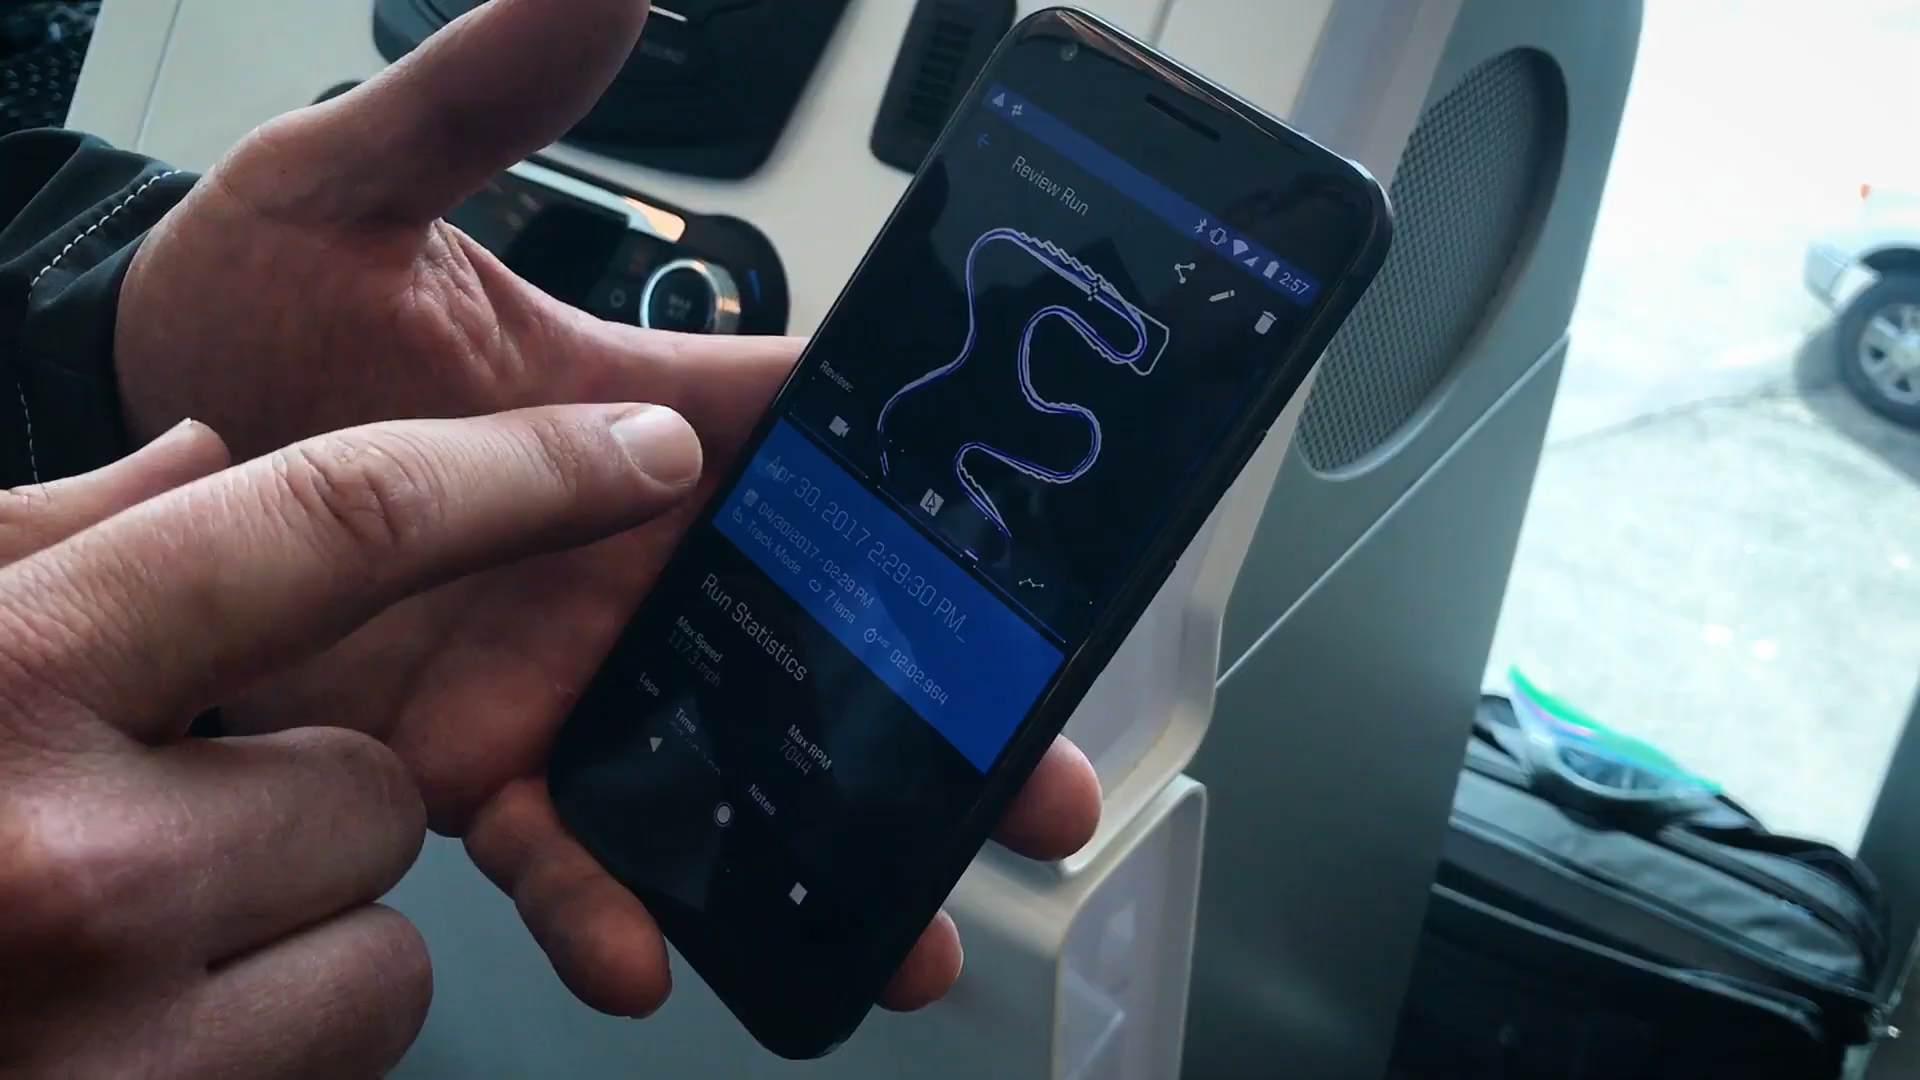 2:57
Review Run
Review:
Apr 30, 2017 2:29:30 PM...
04/30/2017 - 02:29 PM
Track Mode 7 laps AVG 02:02.964
Run Statistics
Max Speed
117.3 mph
Max RPM
7044
Laps
Time
Notes
MAX
A/C